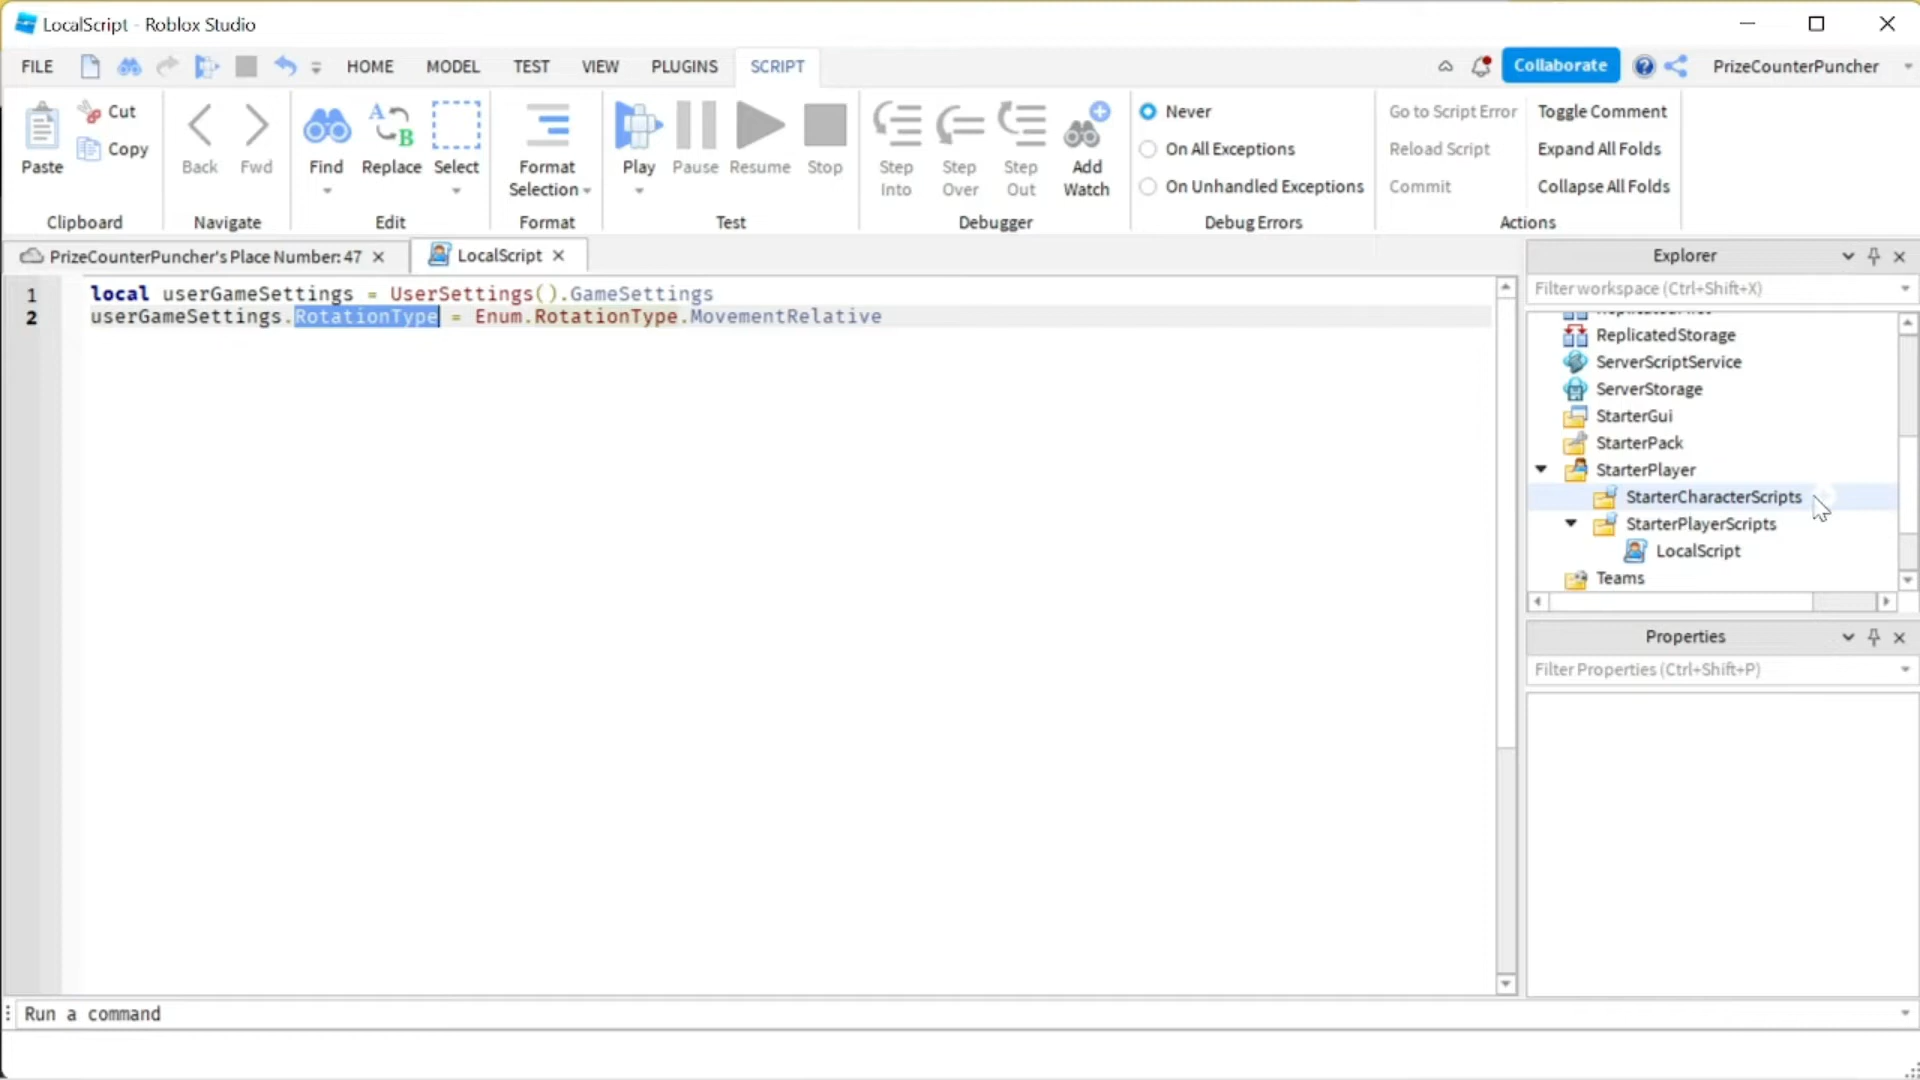 LocalScript - Roblox Studio
FILE HOME MODEL TEST VIEW PLUGINS SCRIPT Collaborate PrizeCounterPuncher
Paste
Cut
Copy
Clipboard
Back Fwd
Navigate
Find Replace Select
Edit
Format
Selection
Format
Play Pause Resume Stop
Test
Step
Into
Step
Over
Step
Out
Add
Watch
Debugger
Never
On All Exceptions
On Unhandled Exceptions
Debug Errors
Go to Script Error
Reload Script
Commit
Toggle Comment
Expand All Folds
Collapse All Folds
Actions
PrizeCounterPuncher's Place Number: 47
LocalScript
1 local userGameSettings = UserSettings().GameSettings
2 userGameSettings.RotationType = Enum.RotationType.MovementRelative
Explorer
Filter workspace (Ctrl+Shift+X)
ReplicatedStorage
ServerScriptService
ServerStorage
StarterGui
StarterPack
StarterPlayer
StarterCharacterScripts
StarterPlayerScripts
LocalScript
Teams
Properties
Filter Properties (Ctrl+Shift+P)
Run a command